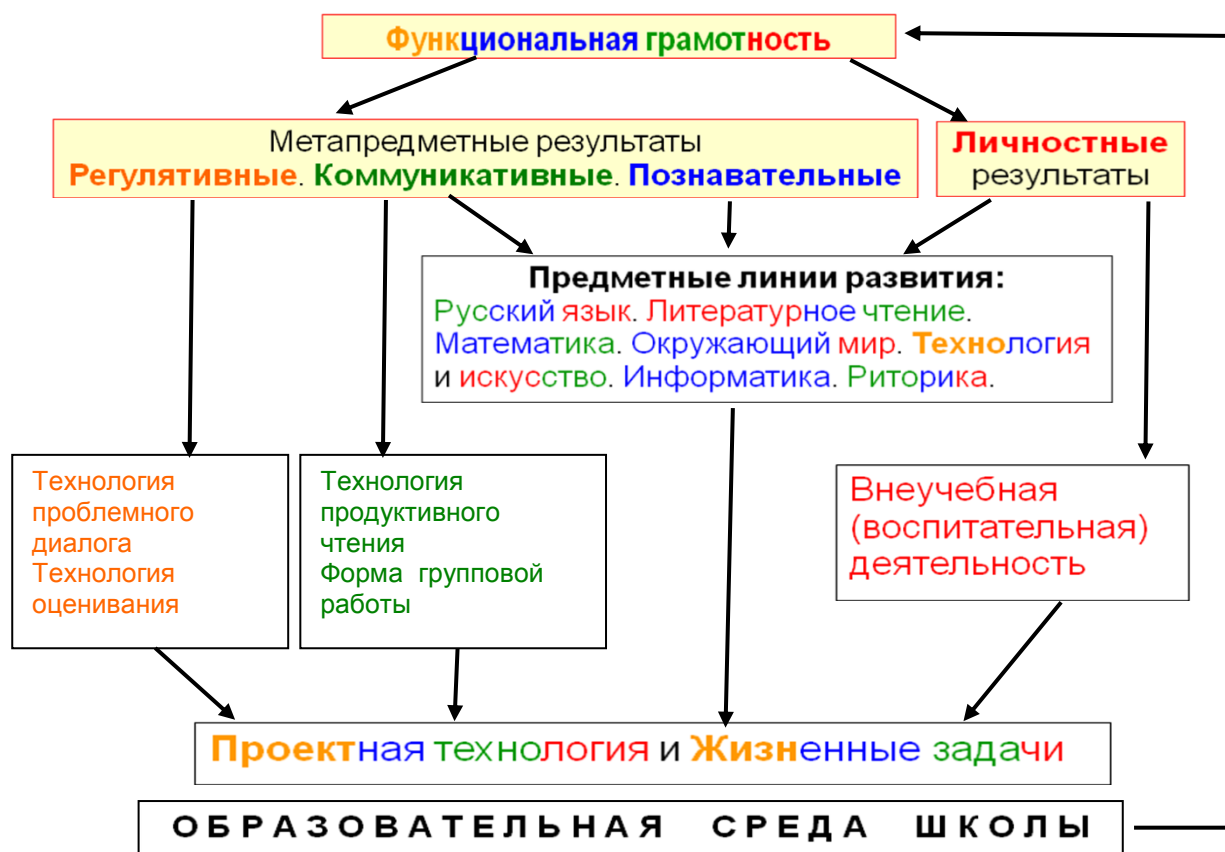 Функциональная грамотность
Метапредметные результаты
Регулятивные. Коммуникативные. Познавательные
Личностные
результаты
Предметные линии развития:
Русский язык. Литературное чтение.
Математика. Окружающий мир. Технология
и искусство. Информатика. Риторика.
Технология
проблемного
диалога
Технология
оценивания
Технология
продуктивного
чтения
Форма групповой
работы
Внеучебная
(воспитательная)
деятельность
Проектная технология и Жизненные задачи
ОБРАЗОВАТЕЛЬНАЯ СРЕДА ШКОЛЫ